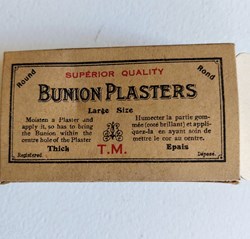 Round
Rond
SUPERIOR QUALITY
BUNION PLASTERS
Large Size
Moisten a Plaster and
apply it, so has to bring
the Bunion within the
centre hole of the Plaster
Humecter la partie gom-
mée (coté brillant) et appli-
quez-la en ayant soin de
mettre le cor au centre.
Thick
T.M.
Epais
Registered.
Déposé.